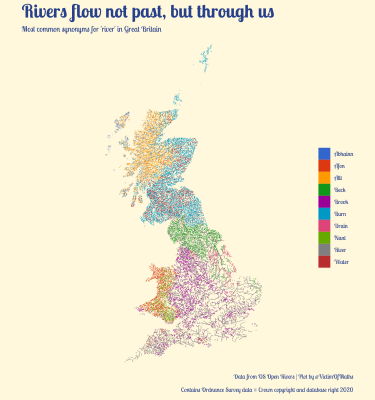 Rivers flow not past, but through us
Most common synonyms for 'river' in Great Britain
Abhainn
Afon
Allt
Beck
Brook
Burn
Drain
Nant
River
Water
Data from OS Open Rivers | Plot by @VictimOfMaths
Contains Ordnance Survey data © Crown copyright and database right 2020